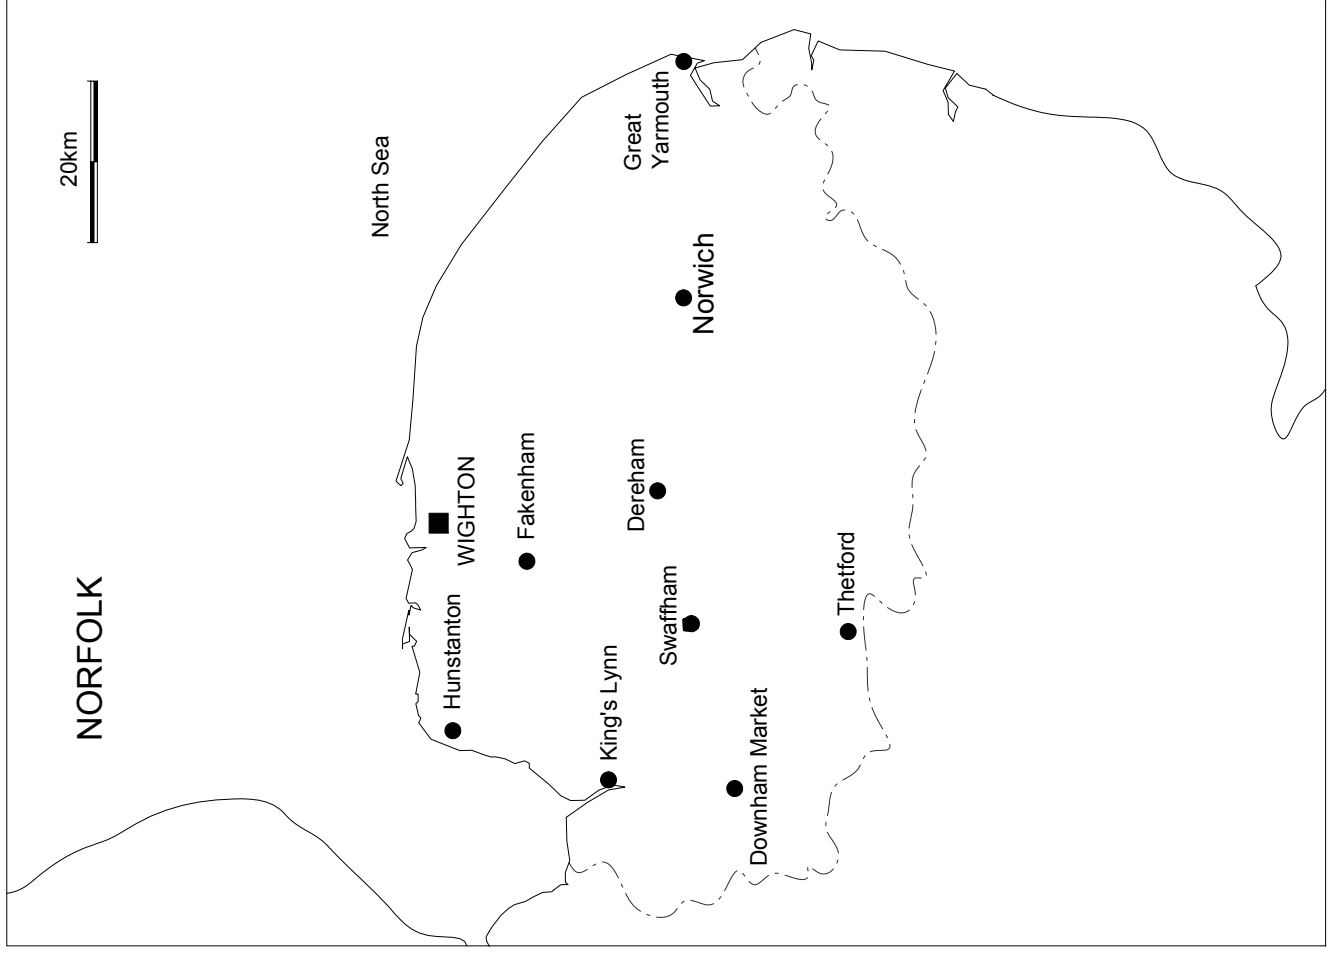 NORFOLK
20km
North Sea
Hunstanton
WIGHTON
Fakenham
King's Lynn
Dereham
Great
Yarmouth
Swaffham
Norwich
Downham Market
Thetford